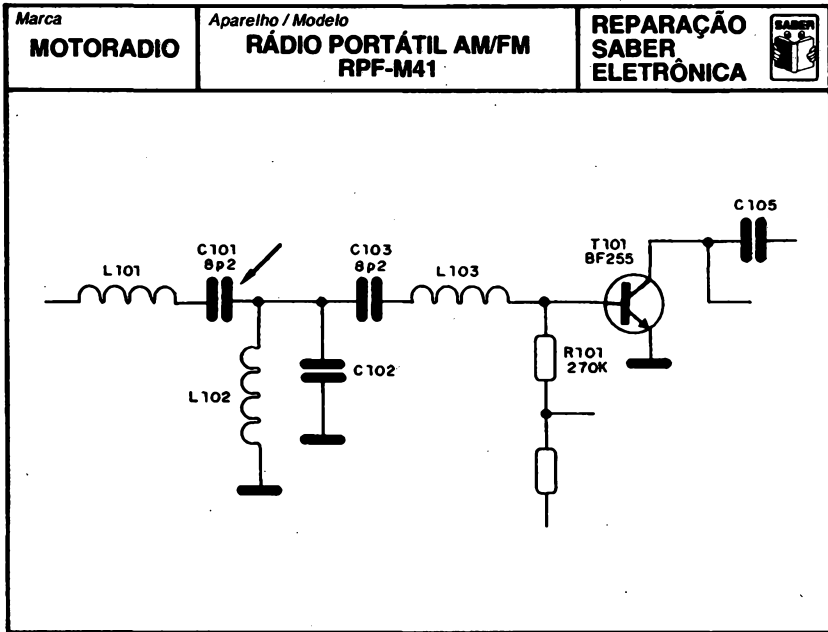 Marca
MOTORADIO
Aparelho / Modelo
RÁDIO PORTÁTIL AM/FM
RPF-M41
REPARAÇÃO
SABER
ELETRÔNICA
SABER
C105
T101
BF255
C101
8p2
C103
8p2
L101
L103
R101
270K
C102
L102